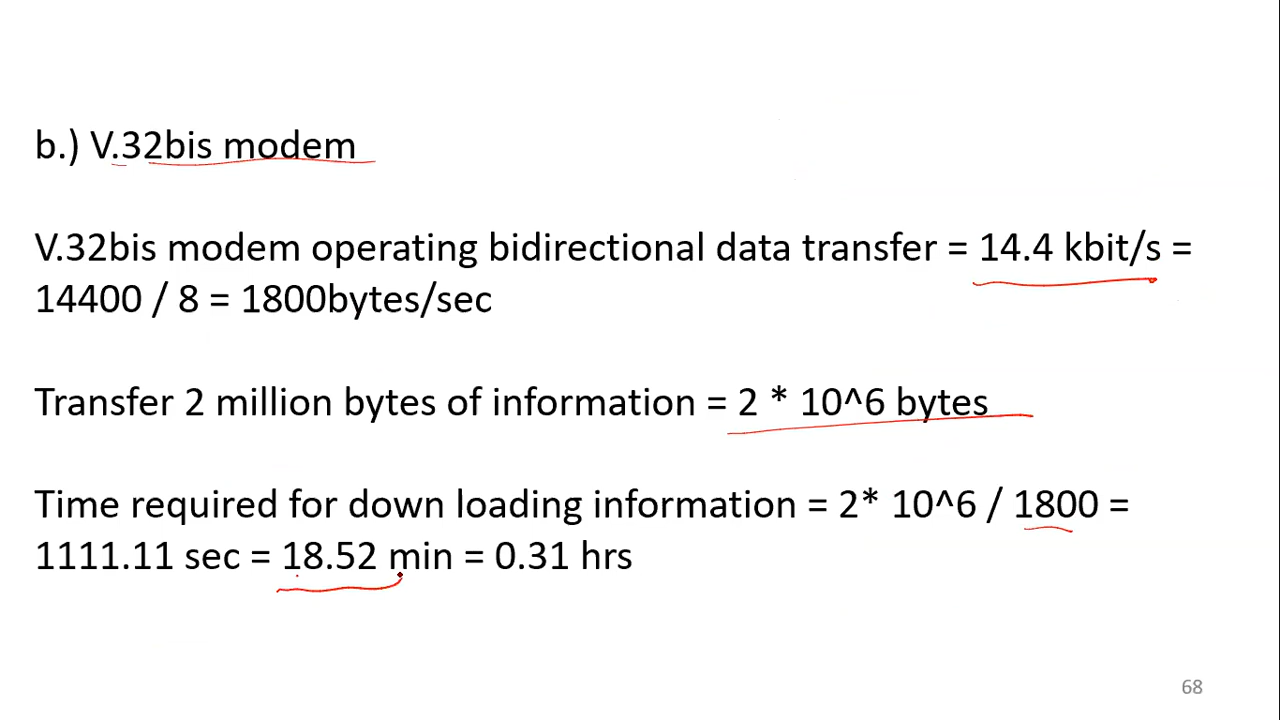 b.) V.32bis modem
V.32bis modem operating bidirectional data transfer = 14.4 kbit/s =
14400 / 8 = 1800bytes/sec
Transfer 2 million bytes of information = 2 * 10^6 bytes
Time required for down loading information = 2* 10^6 / 1800 =
1111.11 sec = 18.52 min = 0.31 hrs
68